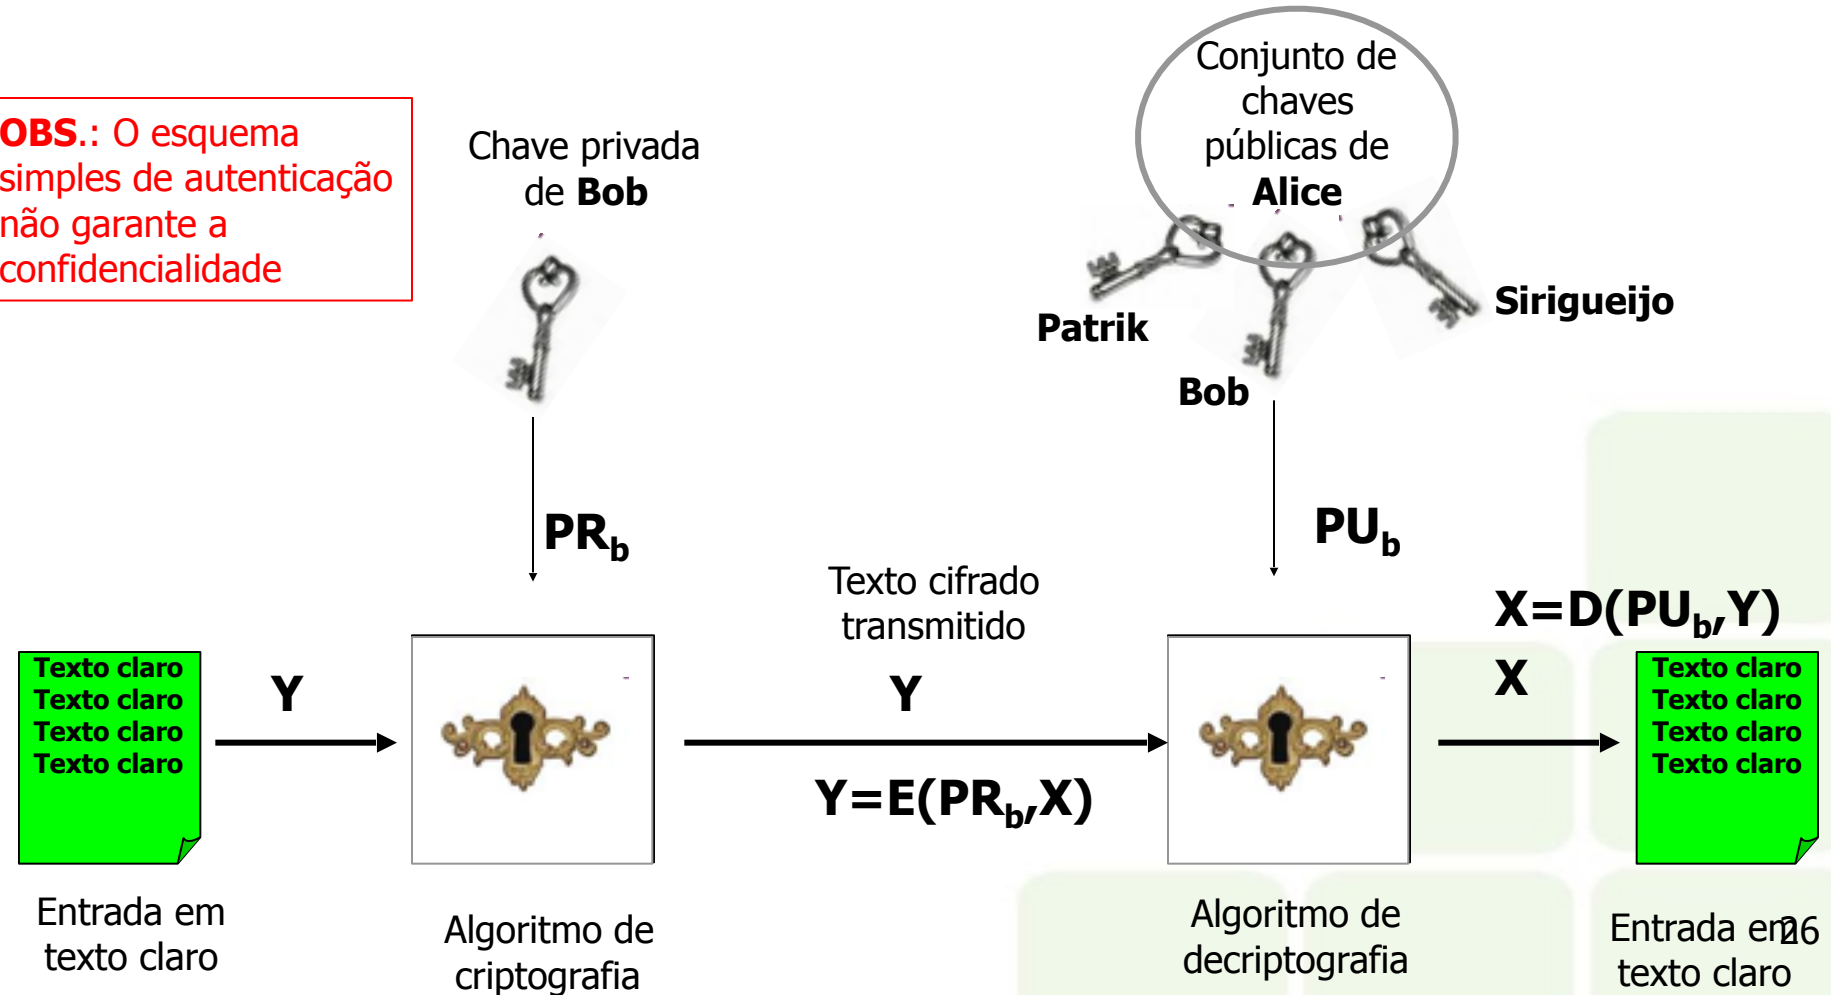 OBS.: O esquema
simples de autenticação
não garante a
confidencialidade
Chave privada
de Bob
Conjunto de
chaves
públicas de
Alice
Patrik
Bob
Sirigueijo
PRb
PUb
Texto cifrado
transmitido
X=D(PUb,Y)
Texto claro
Texto claro
Texto claro
Texto claro
Y
Y
Y=E(PRb,X)
X
Texto claro
Texto claro
Texto claro
Texto claro
Entrada em
texto claro
Algoritmo de
criptografia
Algoritmo de
decriptografia
Entrada em
texto claro
26